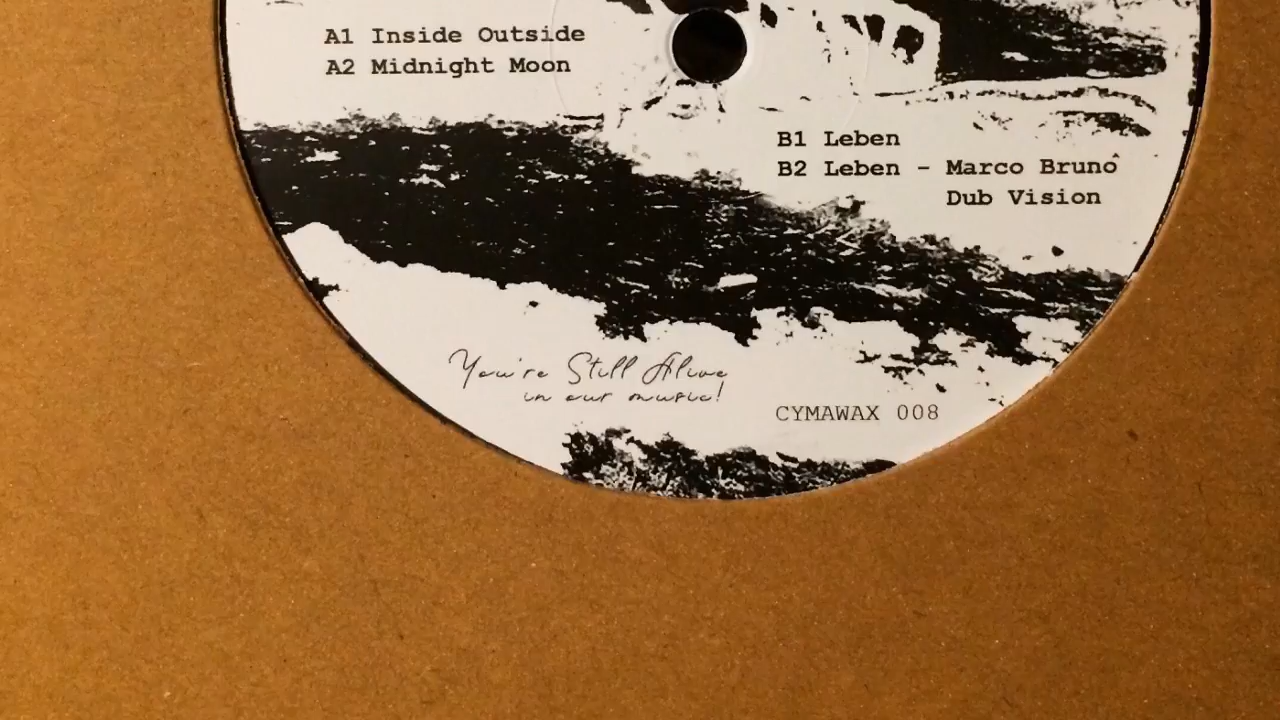 A1 Inside Outside
A2 Midnight Moon
B1 Leben
B2 Leben - Marco Bruno
Dub Vision
You're Still Alive
in our music!
CYMAWAX 008